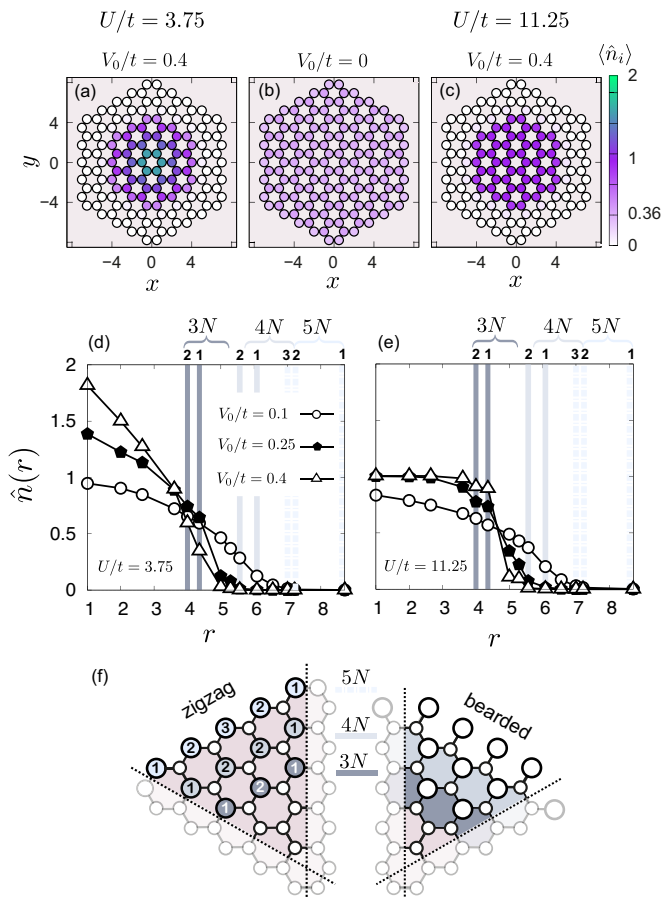 U/t = 3.75 U/t = 11.25
V₀/t = 0.4 V₀/t = 0 V₀/t = 0.4 ⟨n̂ᵢ⟩
(a) (b) (c) 2
4
y 0 1
−4 0.36
0
−4 0 4 −4 0 4 −4 0 4
x x x
3N 4N 5N 3N 4N 5N
(d) 2 1 2 1 3 2 1 (e) 2 1 2 1 3 2 1
2
1.5
1
0.5
0
n̂(r)
V₀/t = 0.1
V₀/t = 0.25
V₀/t = 0.4
U/t = 3.75 U/t = 11.25
1 2 3 4 5 6 7 8 1 2 3 4 5 6 7 8
r r
(f)
zigzag 5N bearded
4N
3N
1
2
3 1
2 2
1 2 1
1 2
1